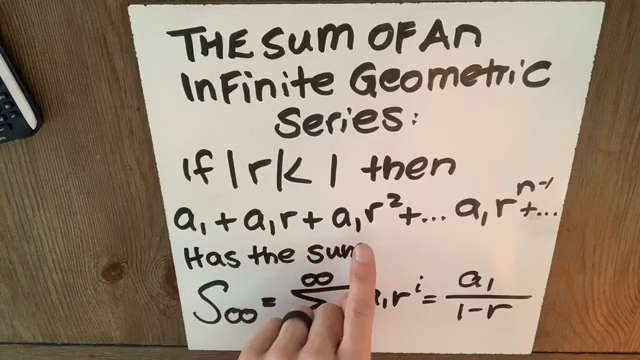 THE SUM OF AN
INFINITE GEOMETRIC
SERIES:
if |r|< 1 then
a₁ + a₁r + a₁r² + ... a₁rⁿ⁻¹ + ...
Has the sum
S∞ = ∞ ₁rⁱ = a₁ / 1-r